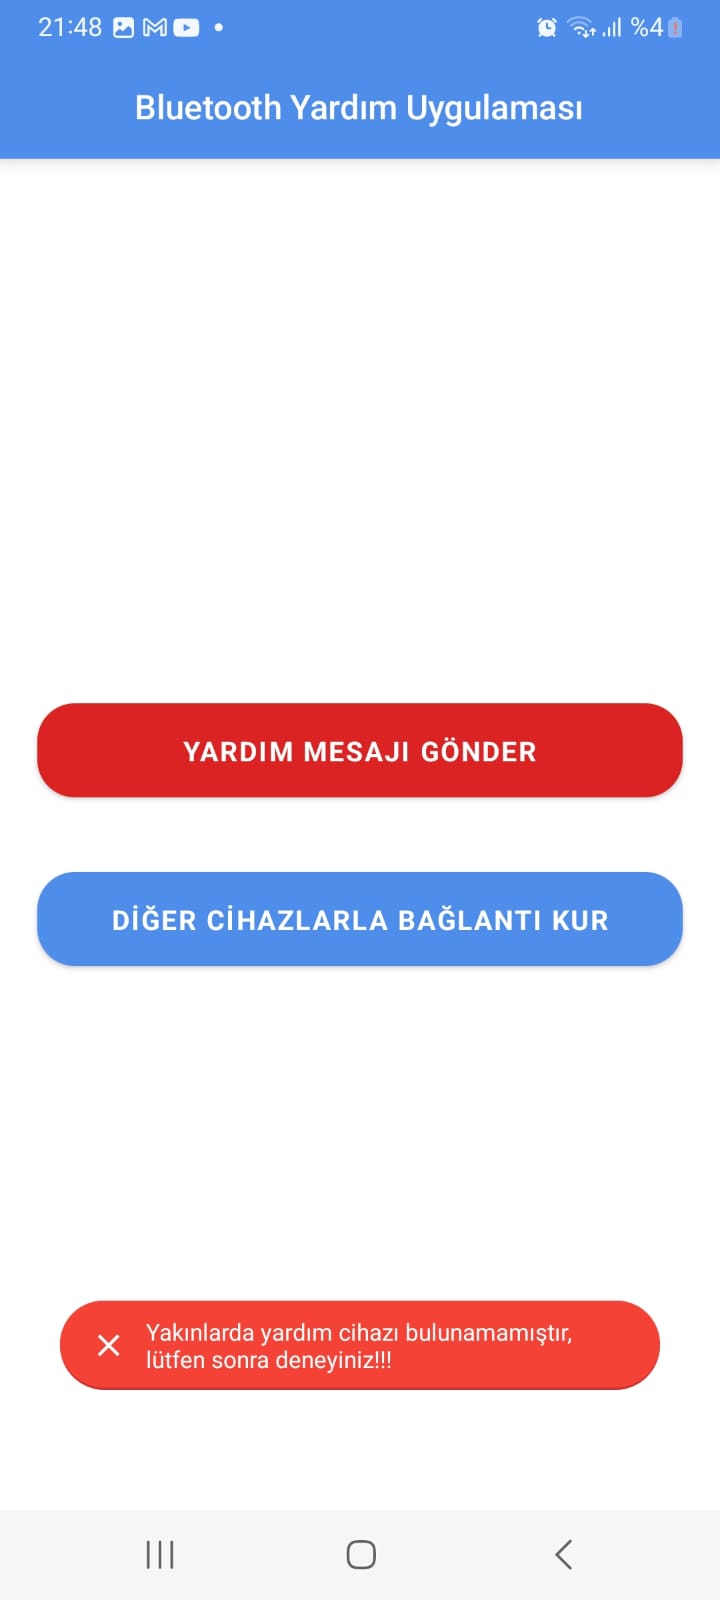 21:48 %4
Bluetooth Yardım Uygulaması
YARDIM MESAJI GÖNDER
DİĞER CİHAZLARLA BAĞLANTI KUR
Yakınlarda yardım cihazı bulunamamıştır,
lütfen sonra deneyiniz!!!